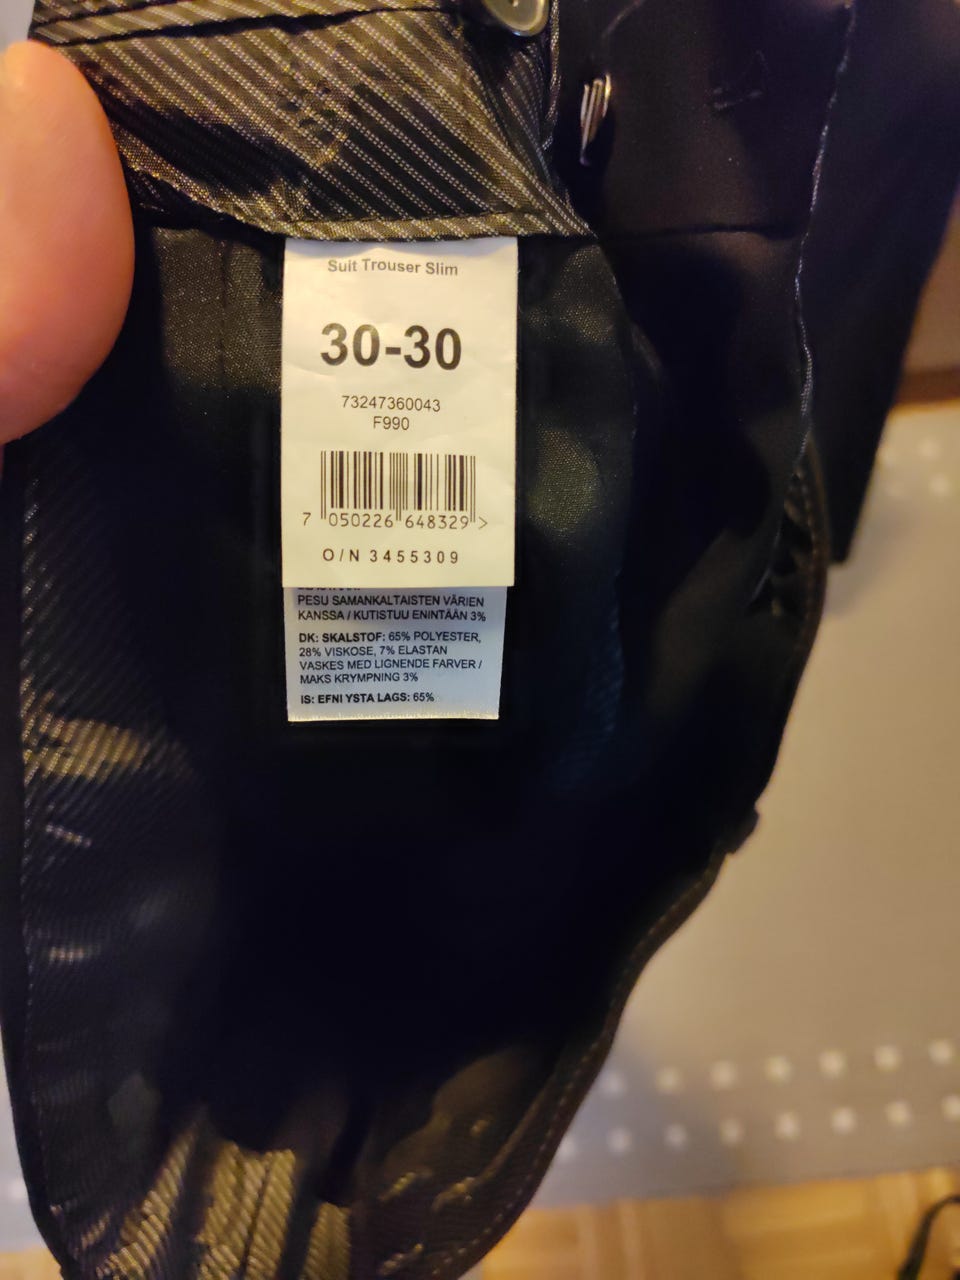 Suit Trouser Slim
30-30
73247360043
F990
7 050226 648329 >
O/N 3455309
PESU SAMANKALTAISTEN VÄRIEN
KANSSA / KUTISTUU ENINTÄÄN 3%
DK: SKALSTOF: 65% POLYESTER,
28% VISKOSE, 7% ELASTAN
VASKES MED LIGNENDE FARVER /
MAKS KRYMPNING 3%
IS: EFNI YSTA LAGS: 65%